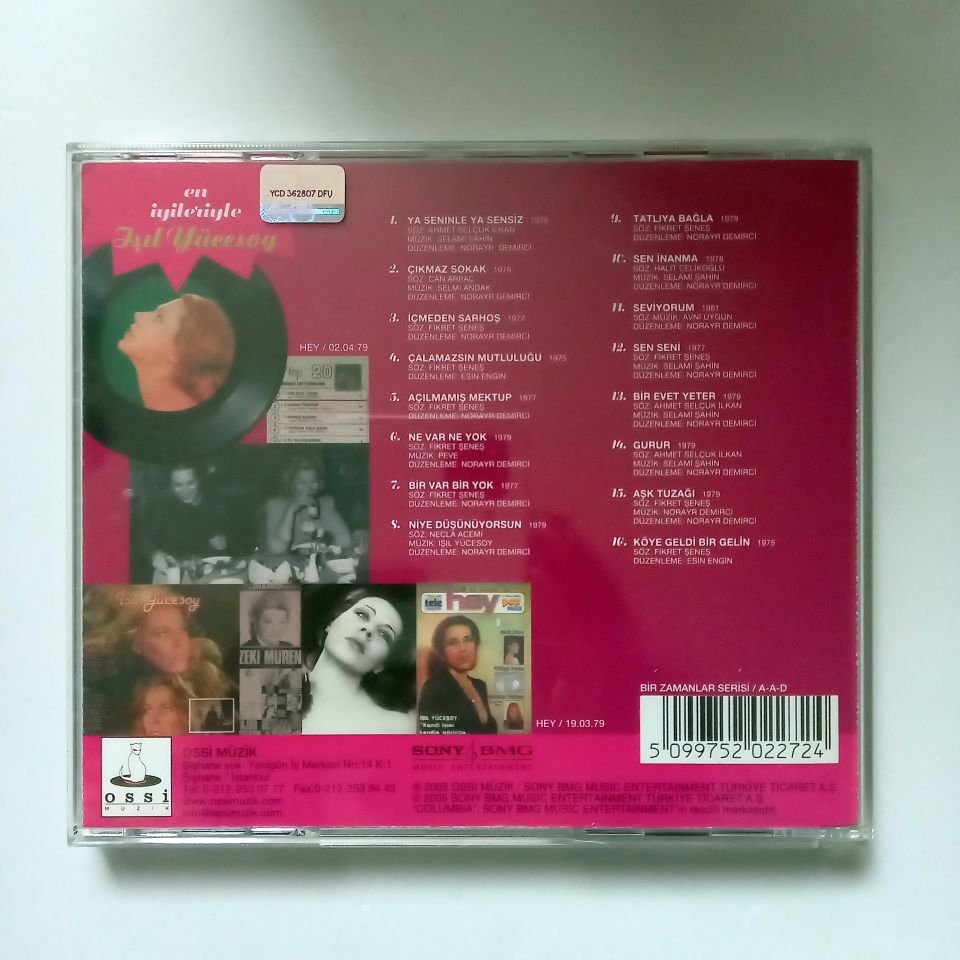 en
iyileriyle
Işıl Yücesoy
YCD 362807 DFU
HEY / 02.04.79
top 20
1. YA SENİNLE YA SENSİZ 1978
SÖZ: AHMET SELÇUK İLKAN
MÜZİK: SELAMİ ŞAHİN
DÜZENLEME: NORAYR DEMİRCİ
2. ÇIKMAZ SOKAK 1979
SÖZ: CAN ARPAÇ
MÜZİK: SELMİ ANDAK
DÜZENLEME: NORAYR DEMİRCİ
3. İÇMEDEN SARHOŞ 1977
SÖZ: FİKRET ŞENEŞ
DÜZENLEME: NORAYR DEMİRCİ
4. ÇALAMAZSIN MUTLULUĞU 1975
SÖZ: FİKRET ŞENEŞ
DÜZENLEME: ESİN ENGİN
5. AÇILMAMIŞ MEKTUP 1977
SÖZ: FİKRET ŞENEŞ
DÜZENLEME: NORAYR DEMİRCİ
6. NE VAR NE YOK 1979
SÖZ: FİKRET ŞENEŞ
MÜZİK: PEVE
DÜZENLEME: NORAYR DEMİRCİ
7. BİR VAR BİR YOK 1977
SÖZ: FİKRET ŞENEŞ
DÜZENLEME: NORAYR DEMİRCİ
8. NİYE DÜŞÜNÜYORSUN 1979
SÖZ: NECLA ACEMİ
MÜZİK: IŞIL YÜCESOY
DÜZENLEME: NORAYR DEMİRCİ
9. TATLIYA BAĞLA 1979
SÖZ: FİKRET ŞENEŞ
DÜZENLEME: NORAYR DEMİRCİ
10. SEN İNANMA 1978
SÖZ: HALİT ÇELİKOĞLU
MÜZİK: SELAMİ ŞAHİN
DÜZENLEME: NORAYR DEMİRCİ
11. SEVİYORUM 1981
SÖZ-MÜZİK: AVNİ UYGUN
DÜZENLEME: NORAYR DEMİRCİ
12. SEN SENİ 1977
SÖZ: FİKRET ŞENEŞ
MÜZİK: SELAMİ ŞAHİN
DÜZENLEME: NORAYR DEMİRCİ
13. BİR EVET YETER 1979
SÖZ: AHMET SELÇUK İLKAN
MÜZİK: SELAMİ ŞAHİN
DÜZENLEME: NORAYR DEMİRCİ
14. GURUR 1979
SÖZ: AHMET SELÇUK İLKAN
MÜZİK: SELAMİ ŞAHİN
DÜZENLEME: NORAYR DEMİRCİ
15. AŞK TUZAĞI 1979
SÖZ: FİKRET ŞENEŞ
MÜZİK: NORAYR DEMİRCİ
DÜZENLEME: NORAYR DEMİRCİ
16. KÖYE GELDİ BİR GELİN 1975
SÖZ: FİKRET ŞENEŞ
DÜZENLEME: ESİN ENGİN
Işıl Yücesoy
ZEKİ MÜREN
tele
hey
pop
IŞIL YÜCESOY
"Kendi işini
kendin görürüm
HEY / 19.03.79
BİR ZAMANLAR SERİSİ / A-A-D
5 099752 022724
OSSİ
MÜZİK
OSSİ MÜZİK
Şişhane sok. Yenigün İş Merkezi No:14 K.1
Şişhane / İstanbul
Tel: 0-212-253 07 77 Fax:0-212-253 94 43
www.ossimuzik.com
info@ossimuzik.com
SONY BMG
MUSIC ENTERTAINMENT
℗ 2005 OSSİ MÜZİK / SONY BMG MUSIC ENTERTAINMENT TÜRKİYE TİCARET A.Ş.
© 2005 SONY BMG MUSIC ENTERTAINMENT TÜRKİYE TİCARET A.Ş.
"COLUMBIA", SONY BMG MUSIC ENTERTAINMENT'in tescilli markasıdır.